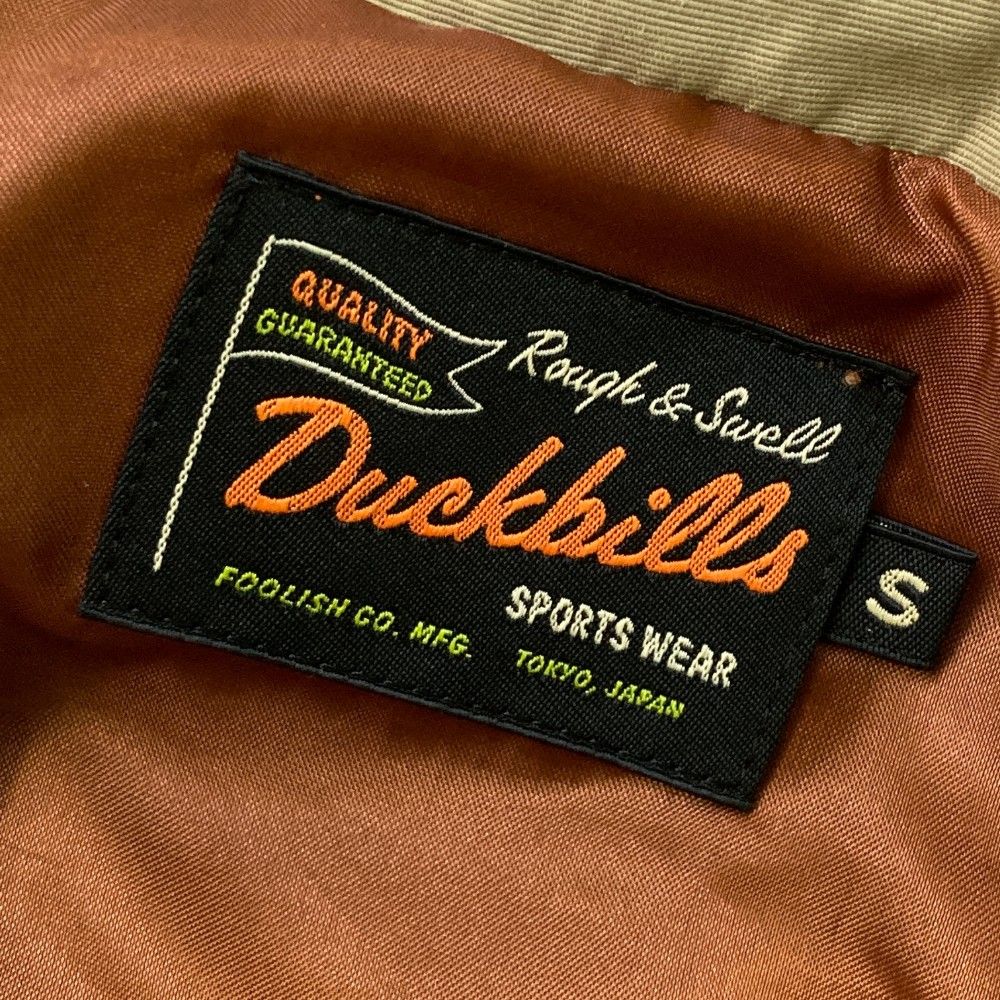 QUALITY
GUARANTEED
Rough & Swell
Duckbills
SPORTS WEAR
FOOLISH CO. MFG.
TOKYO, JAPAN
S